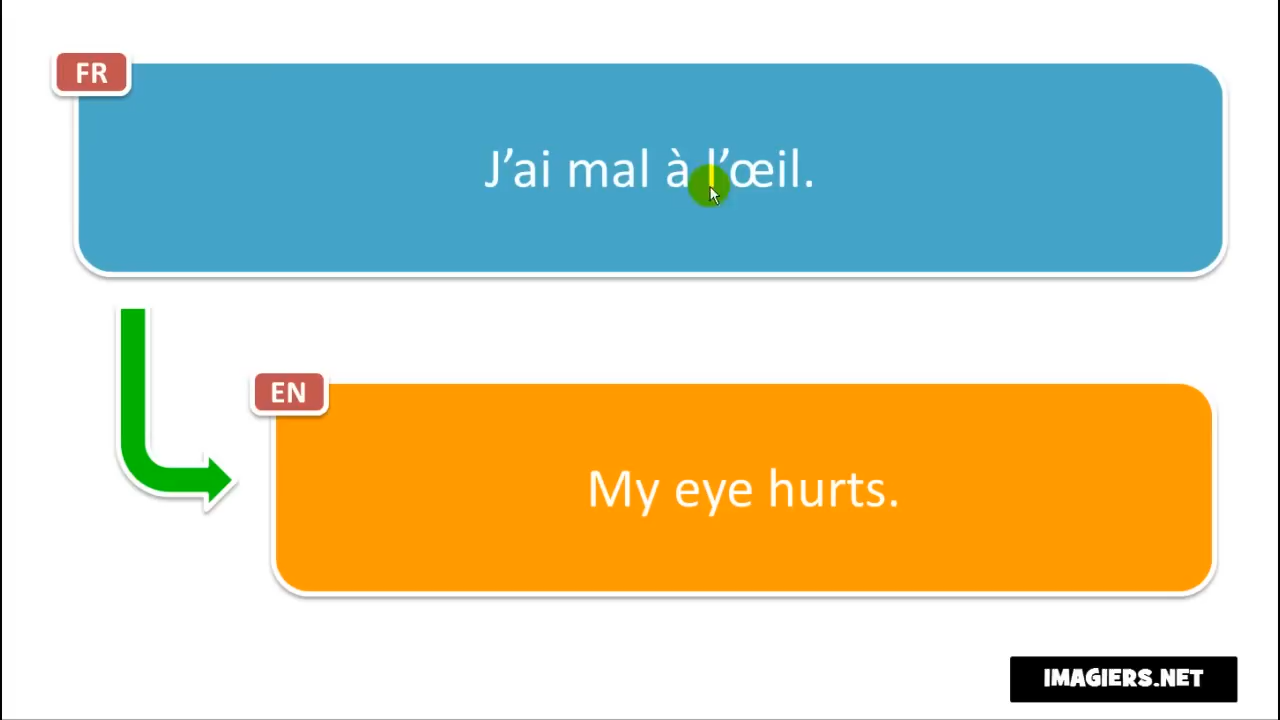 FR
J’ai mal à l’œil.
EN
My eye hurts.
IMAGIERS.NET